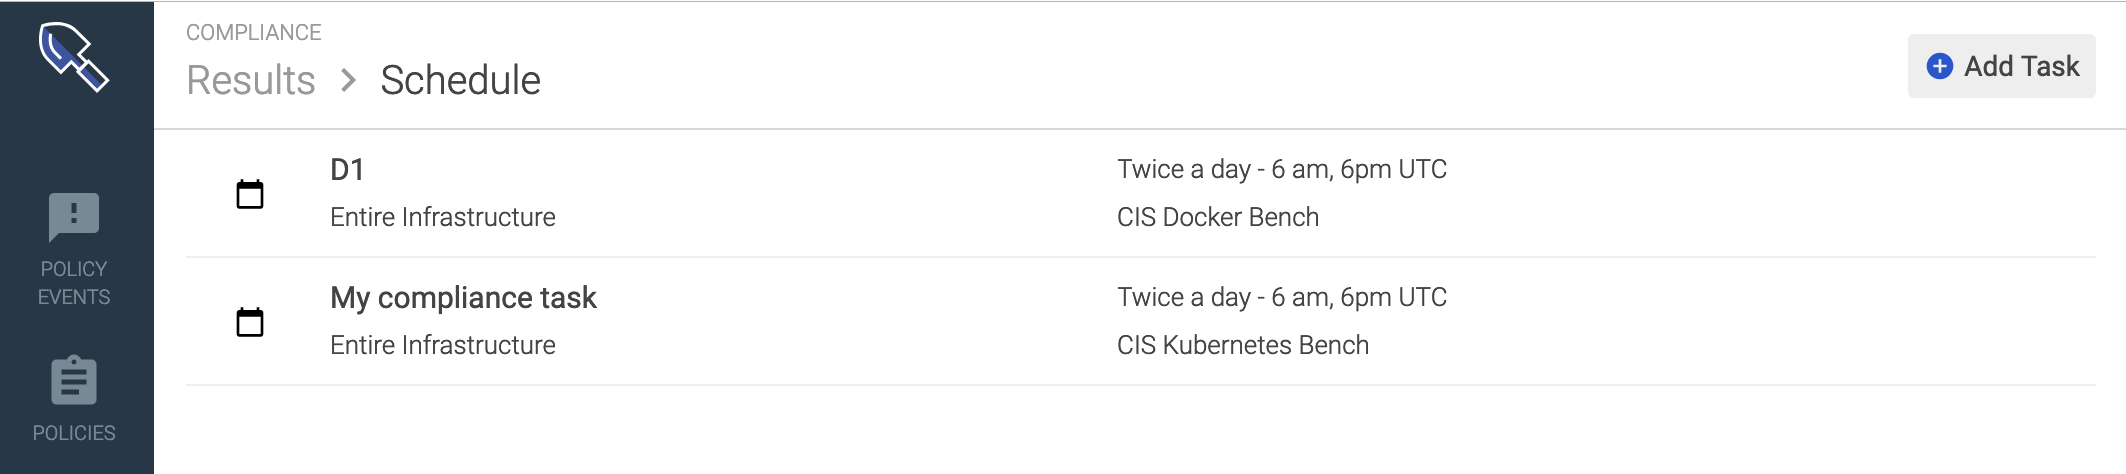 COMPLIANCE
Results > Schedule
Add Task
D1
Twice a day - 6 am, 6pm UTC
Entire Infrastructure
CIS Docker Bench
My compliance task
Twice a day - 6 am, 6pm UTC
Entire Infrastructure
CIS Kubernetes Bench
POLICY
EVENTS
POLICIES